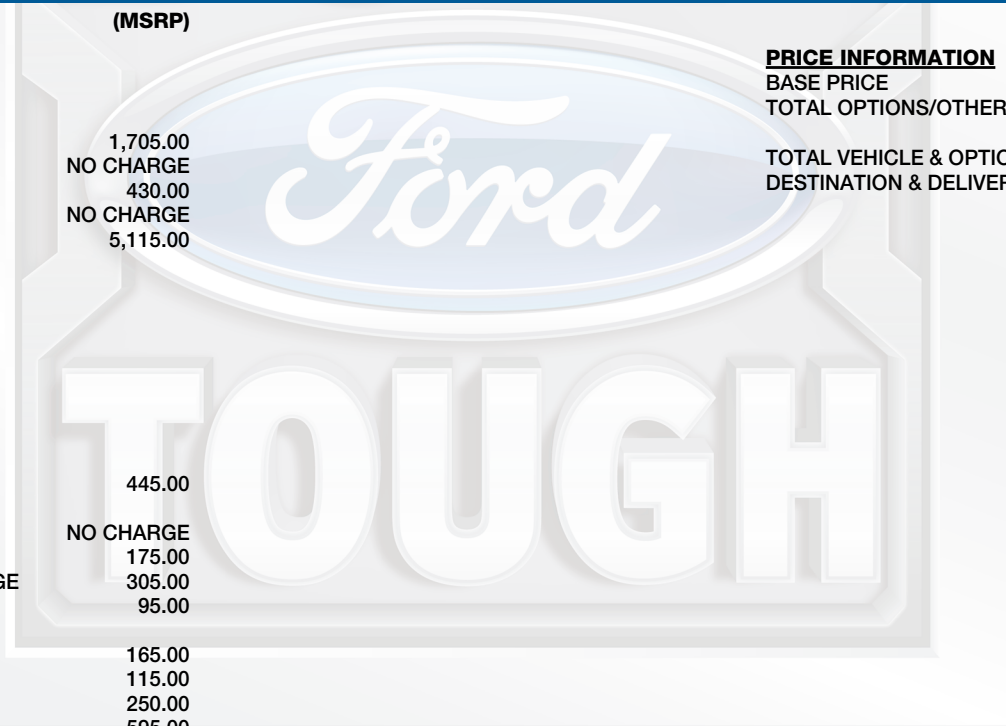 (MSRP)
1,705.00
NO CHARGE
430.00
NO CHARGE
5,115.00
445.00
NO CHARGE
175.00
GE 305.00
95.00
165.00
115.00
250.00
PRICE INFORMATION
BASE PRICE
TOTAL OPTIONS/OTHER
TOTAL VEHICLE & OPTIO
DESTINATION & DELIVER
Ford
TOUGH